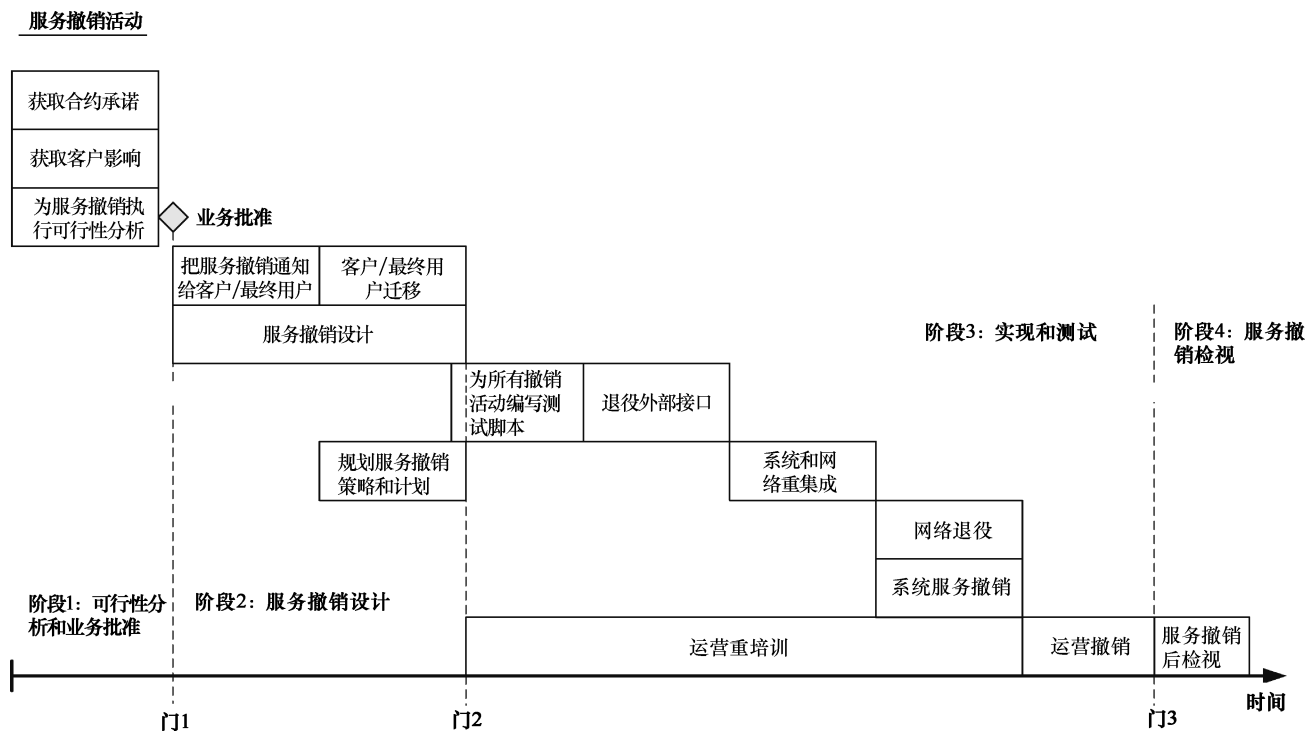 服务撤销活动
获取合约承诺
获取客户影响
为服务撤销执
行可行性分析
业务批准
把服务撤销通知
给客户/最终用户
客户/最终用
户迁移
服务撤销设计
阶段3：实现和测试
阶段4：服务撤
销检视
为所有撤销
活动编写测
试脚本
退役外部接口
规划服务撤销
策略和计划
系统和网
络重集成
网络退役
系统服务撤销
阶段1：可行性分
析和业务批准
阶段2：服务撤销设计
运营重培训
运营撤销
服务撤销
后检视
时间
门1
门2
门3